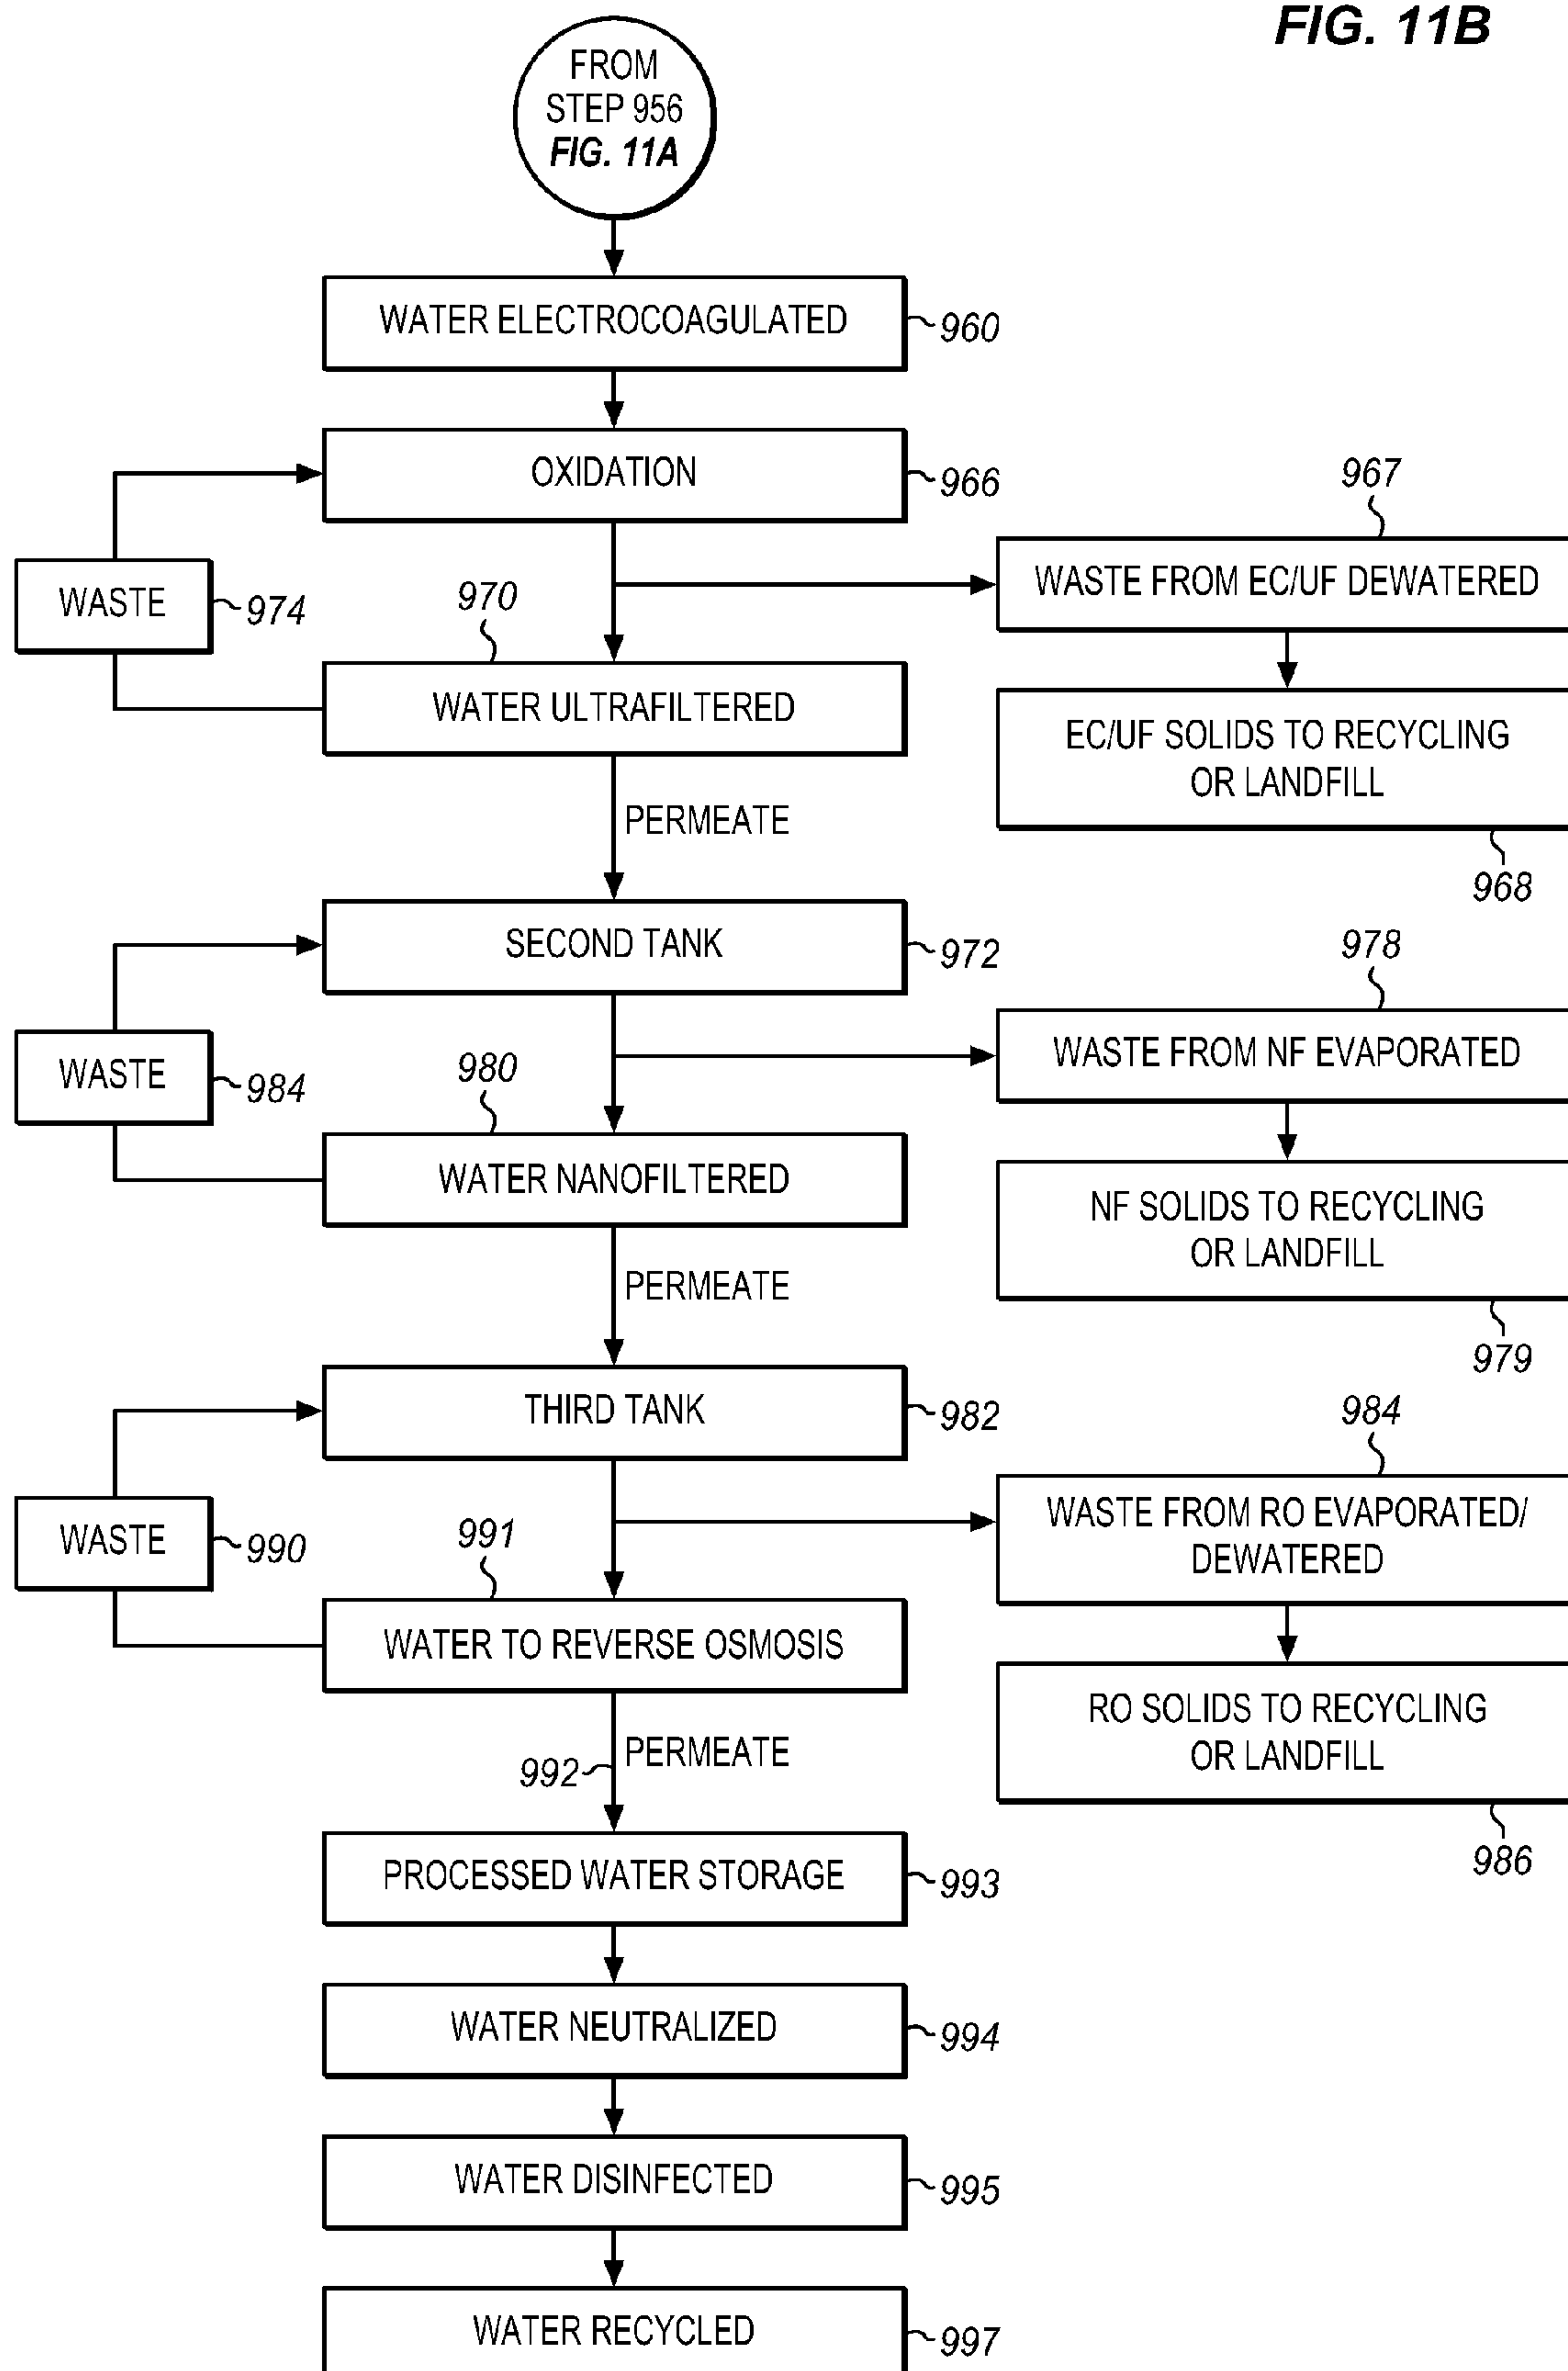 FIG. 11B
FROM
STEP 956
FIG. 11A
WATER ELECTROCOAGULATED
960
OXIDATION
966
967
WASTE FROM EC/UF DEWATERED
WASTE
974
970
WATER ULTRAFILTERED
EC/UF SOLIDS TO RECYCLING
OR LANDFILL
968
PERMEATE
SECOND TANK
972
978
WASTE FROM NF EVAPORATED
WASTE
984
980
WATER NANOFILTERED
NF SOLIDS TO RECYCLING
OR LANDFILL
979
PERMEATE
THIRD TANK
982
984
WASTE FROM RO EVAPORATED/
DEWATERED
WASTE
990
991
WATER TO REVERSE OSMOSIS
RO SOLIDS TO RECYCLING
OR LANDFILL
986
PERMEATE
992
PROCESSED WATER STORAGE
993
WATER NEUTRALIZED
994
WATER DISINFECTED
995
WATER RECYCLED
997